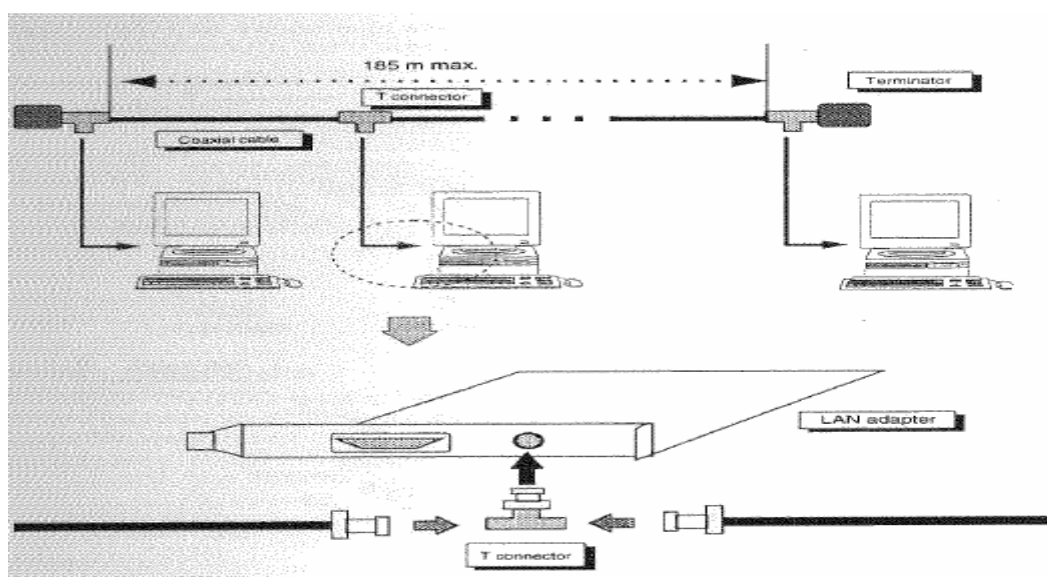 185 m max.
T connector
Terminator
Coaxial cable
LAN adapter
T connector